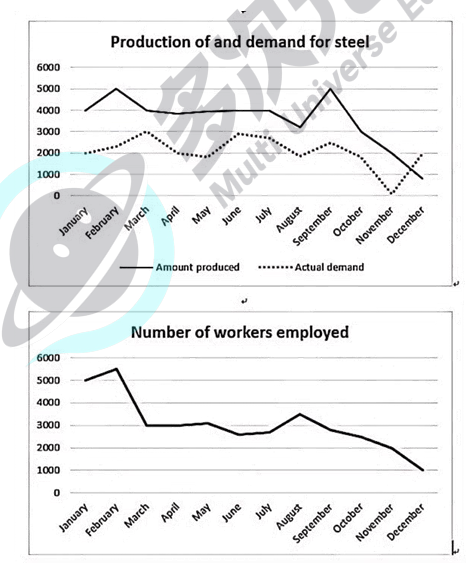 Production of and demand for steel
6000
5000
4000
3000
2000
1000
0
January
February
March
April
May
June
July
August
September
October
November
December
Amount produced
Actual demand
Number of workers employed
6000
5000
4000
3000
2000
1000
0
January
February
March
April
May
June
July
August
September
October
November
December
Multi Universe